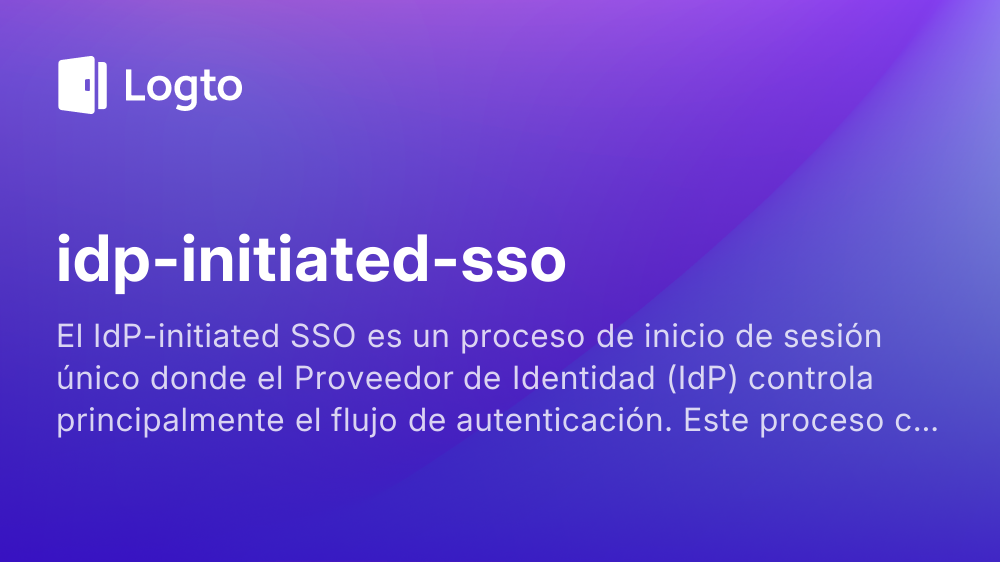 Logto
idp-initiated-sso
El IdP-initiated SSO es un proceso de inicio de sesión
único donde el Proveedor de Identidad (IdP) controla
principalmente el flujo de autenticación. Este proceso c...